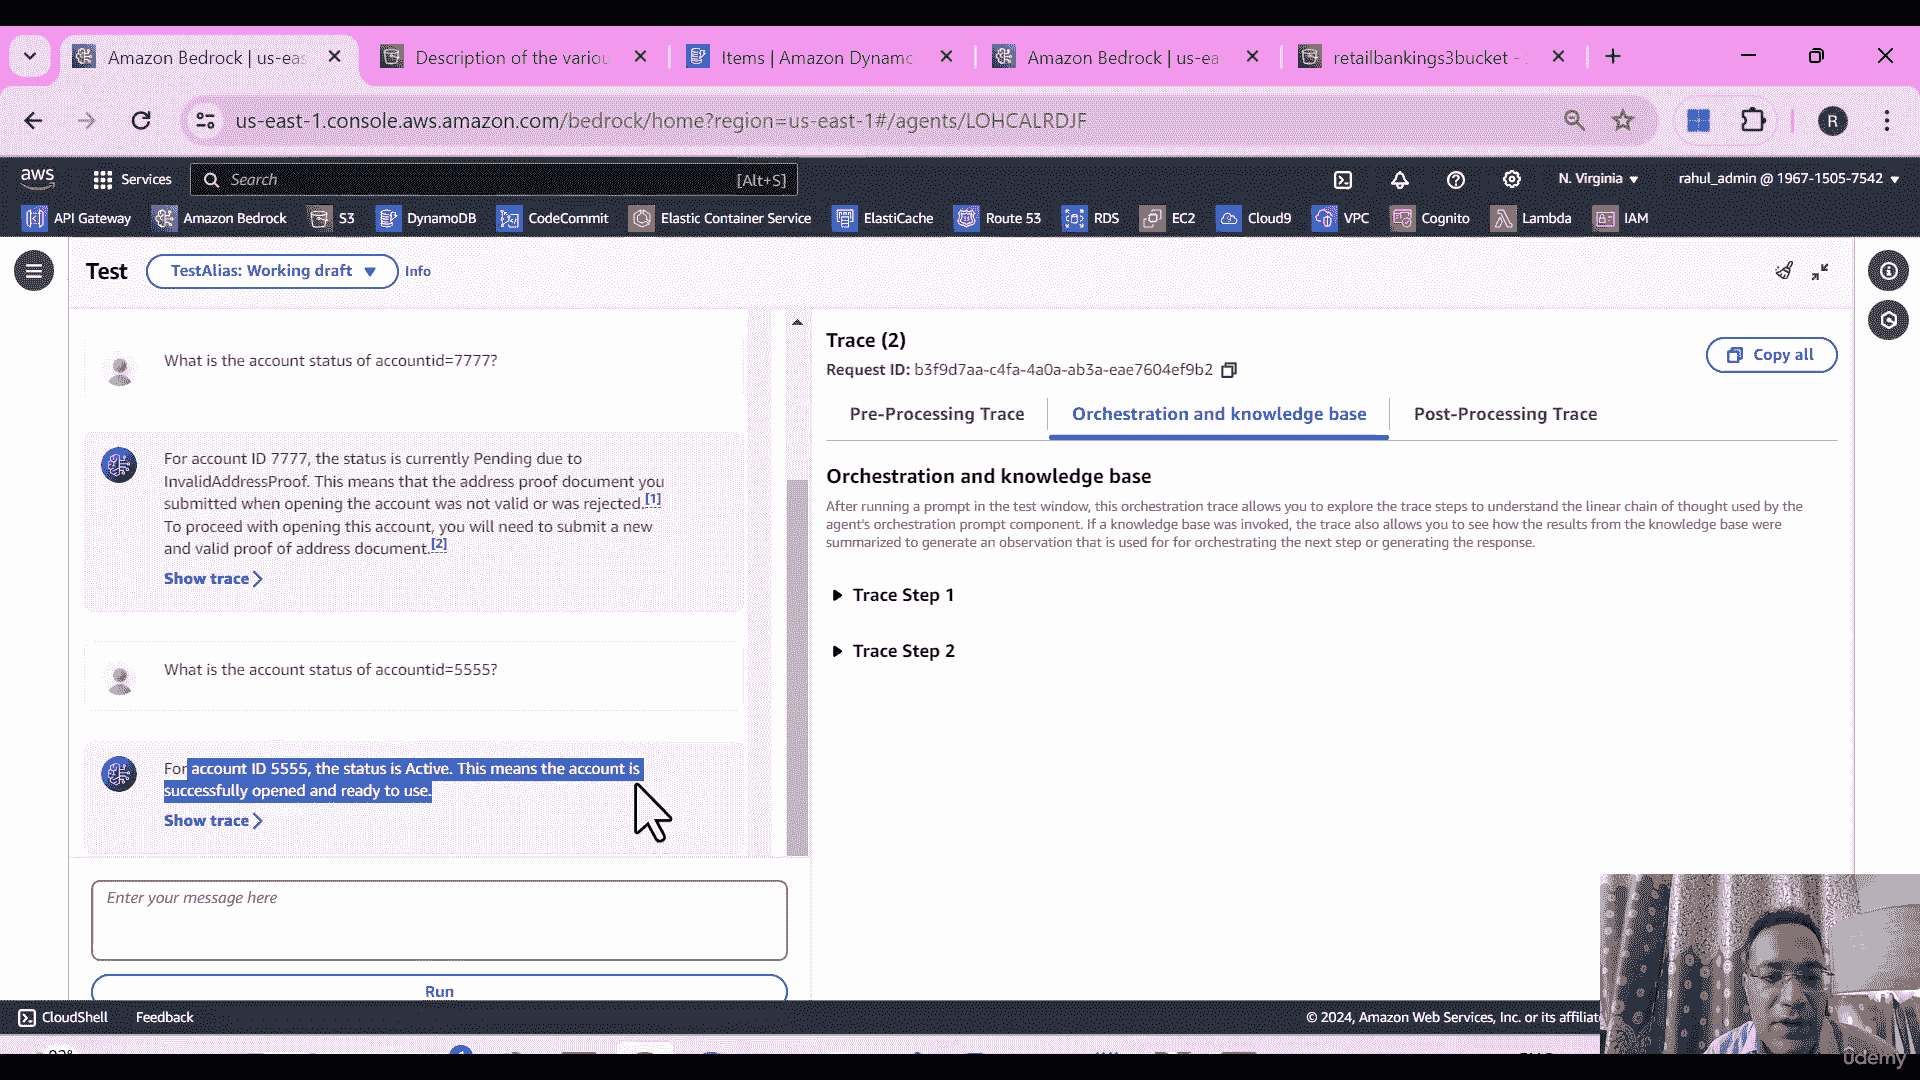 Amazon Bedrock | us-eas
Description of the variou
Items | Amazon Dynamo
Amazon Bedrock | us-ea
retailbankings3bucket -
us-east-1.console.aws.amazon.com/bedrock/home?region=us-east-1#/agents/LOHCALRDJF
R
aws
Services
Search
[Alt+S]
N. Virginia
rahul_admin @ 1967-1505-7542
API Gateway
Amazon Bedrock
S3
DynamoDB
CodeCommit
Elastic Container Service
ElastiCache
Route 53
RDS
EC2
Cloud9
VPC
Cognito
Lambda
IAM
Test
TestAlias: Working draft
Info
What is the account status of accountid=7777?
For account ID 7777, the status is currently Pending due to
InvalidAddressProof. This means that the address proof document you
submitted when opening the account was not valid or was rejected.[1]
To proceed with opening this account, you will need to submit a new
and valid proof of address document.[2]
Show trace
What is the account status of accountid=5555?
For account ID 5555, the status is Active. This means the account is
successfully opened and ready to use.
Show trace
Enter your message here
Run
Trace (2)
Request ID: b3f9d7aa-c4fa-4a0a-ab3a-eae7604ef9b2
Copy all
Pre-Processing Trace
Orchestration and knowledge base
Post-Processing Trace
Orchestration and knowledge base
After running a prompt in the test window, this orchestration trace allows you to explore the trace steps to understand the linear chain of thought used by the
agent's orchestration prompt component. If a knowledge base was invoked, the trace also allows you to see how the results from the knowledge base were
summarized to generate an observation that is used for for orchestrating the next step or generating the response.
Trace Step 1
Trace Step 2
CloudShell
Feedback
© 2024, Amazon Web Services, Inc. or its affiliate
udemy